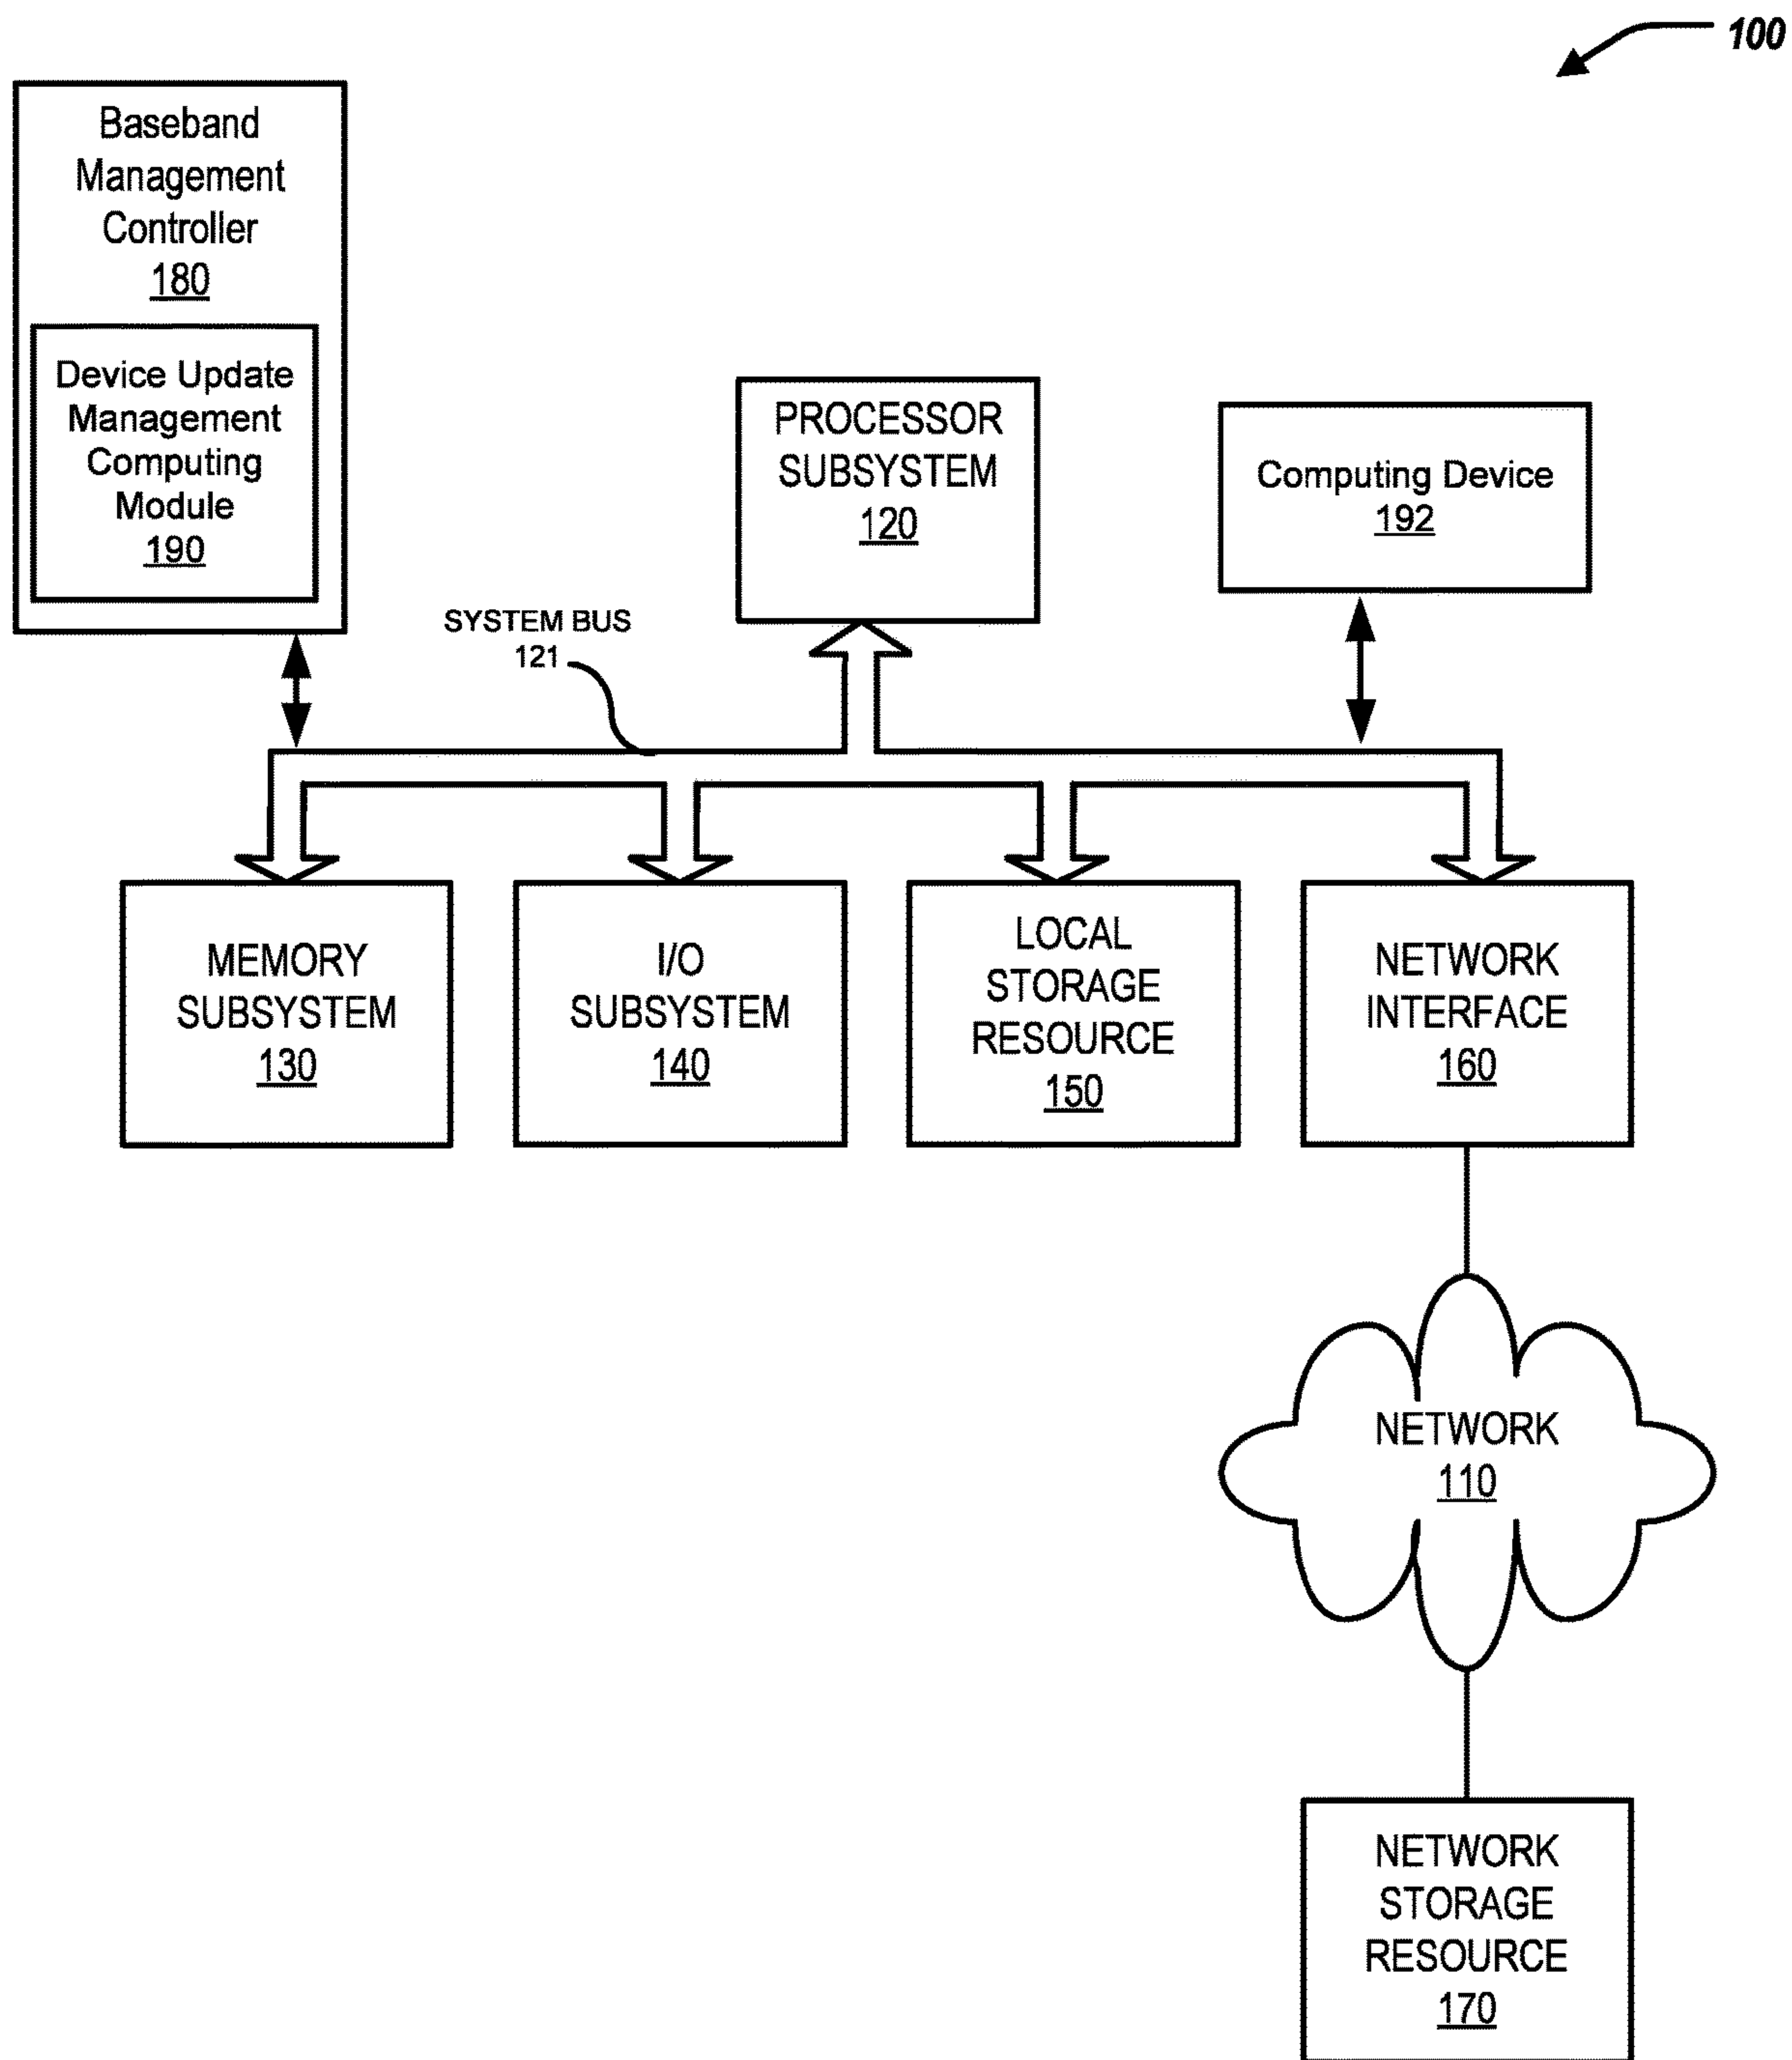 100
Baseband
Management
Controller
180
Device Update
Management
Computing
Module
190
PROCESSOR
SUBSYSTEM
120
Computing Device
192
SYSTEM BUS
121
MEMORY
SUBSYSTEM
130
I/O
SUBSYSTEM
140
LOCAL
STORAGE
RESOURCE
150
NETWORK
INTERFACE
160
NETWORK
110
NETWORK
STORAGE
RESOURCE
170